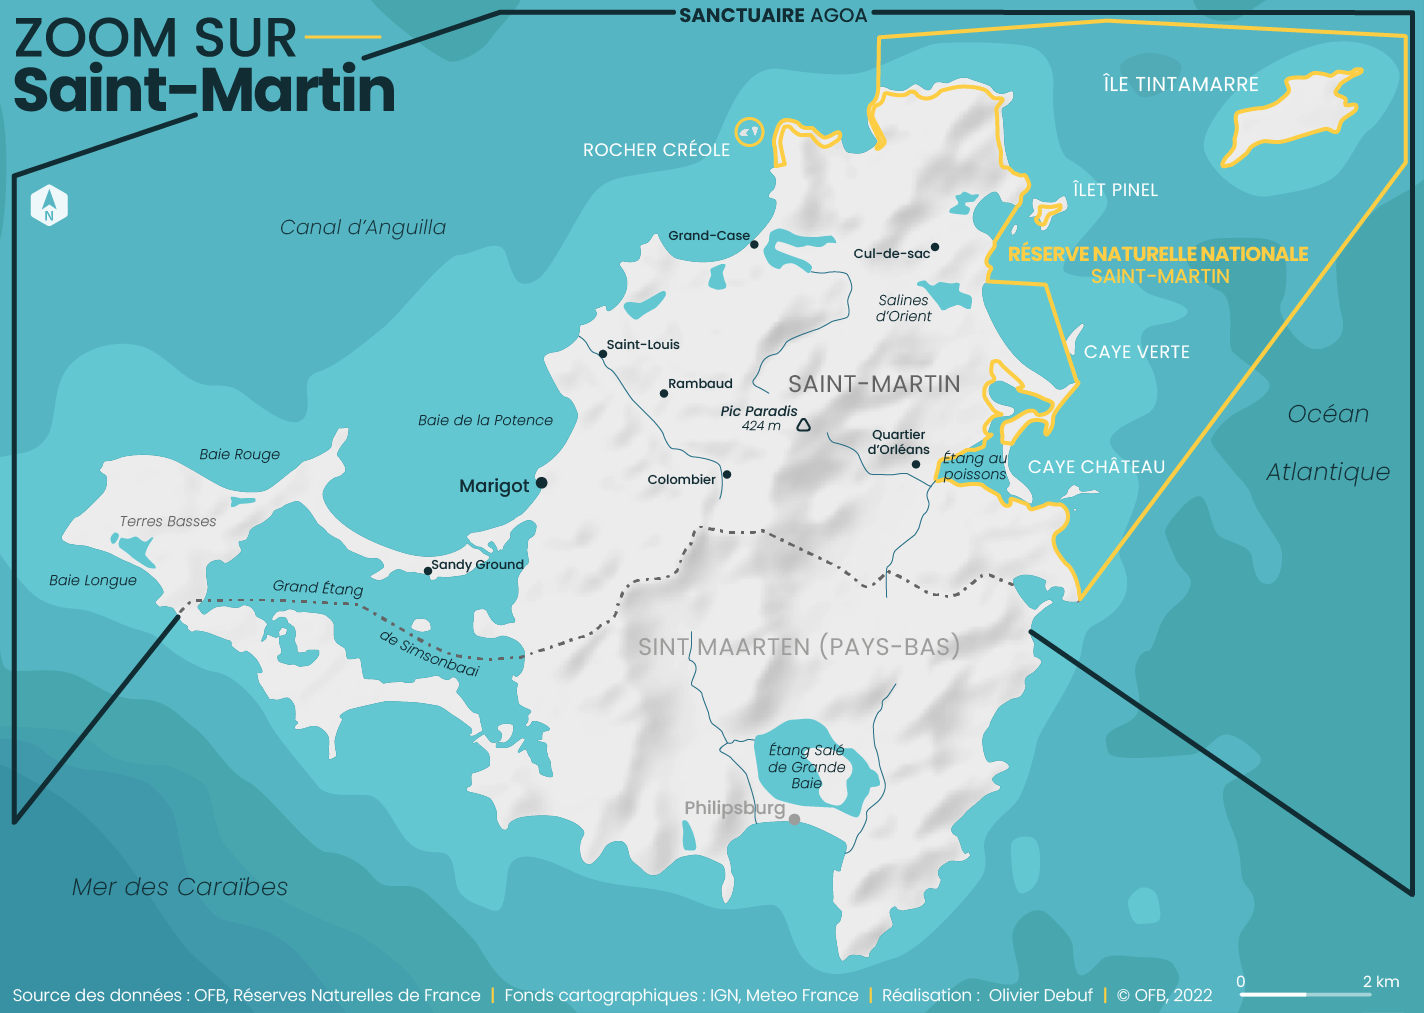 SANCTUAIRE AGOA
ZOOM SUR
Saint-Martin
ÎLE TINTAMARRE
ROCHER CRÉOLE
ÎLET PINEL
N
Canal d'Anguilla
Grand-Case
Cul-de-sac
RÉSERVE NATURELLE NATIONALE
SAINT-MARTIN
Salines
d'Orient
Saint-Louis
CAYE VERTE
Rambaud
SAINT-MARTIN
Pic Paradis
424 m
Baie de la Potence
Océan
Atlantique
Quartier
d'Orléans
Baie Rouge
Étang au
poissons
CAYE CHÂTEAU
Colombier
Marigot
Terres Basses
Sandy Ground
Baie Longue
Grand Étang
de Simsonbaai
SINT MAARTEN (PAYS-BAS)
Étang Salé
de Grande
Baie
Philipsburg
Mer des Caraïbes
Source des données : OFB, Réserves Naturelles de France | Fonds cartographiques : IGN, Meteo France | Réalisation : Olivier Debuf | © OFB, 2022
0 2 km